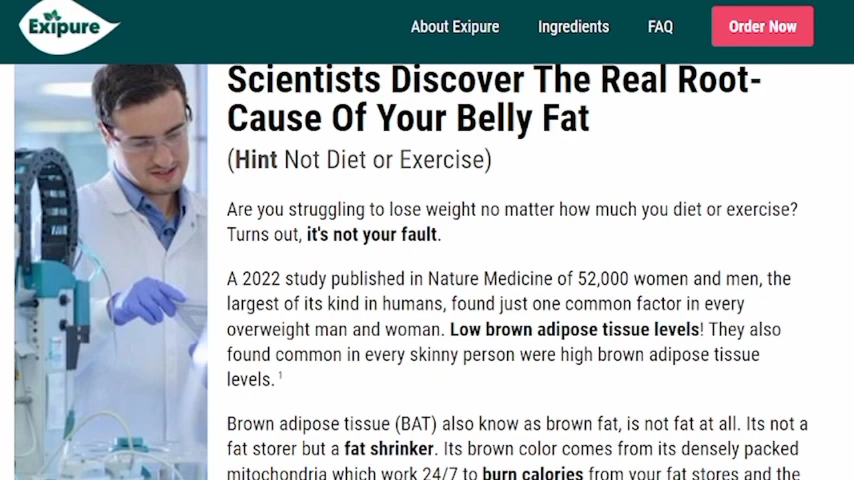 Exipure
About Exipure
Ingredients
FAQ
Order Now
Scientists Discover The Real Root-
Cause Of Your Belly Fat
(Hint Not Diet or Exercise)
Are you struggling to lose weight no matter how much you diet or exercise?
Turns out, it's not your fault.
A 2022 study published in Nature Medicine of 52,000 women and men, the
largest of its kind in humans, found just one common factor in every
overweight man and woman. Low brown adipose tissue levels! They also
found common in every skinny person were high brown adipose tissue
levels. 1
Brown adipose tissue (BAT) also know as brown fat, is not fat at all. Its not a
fat storer but a fat shrinker. Its brown color comes from its densely packed
mitochondria which work 24/7 to burn calories from your fat stores and the